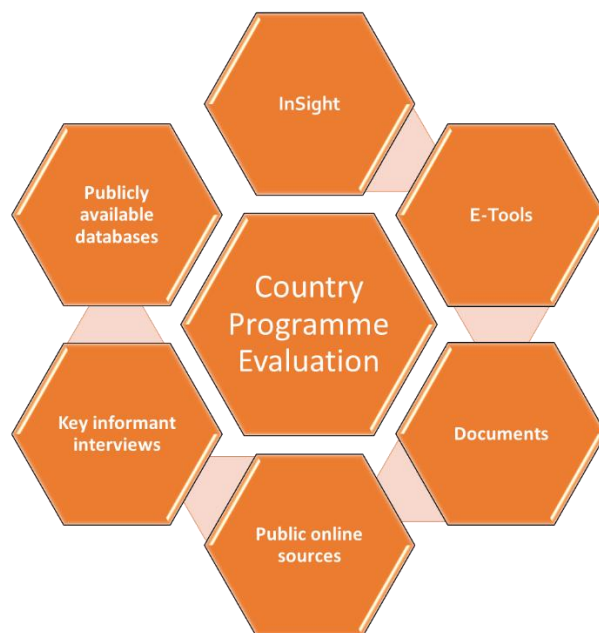 InSight
E-Tools
Documents
Public online
sources
Key informant
interviews
Publicly
available
databases
Country
Programme
Evaluation